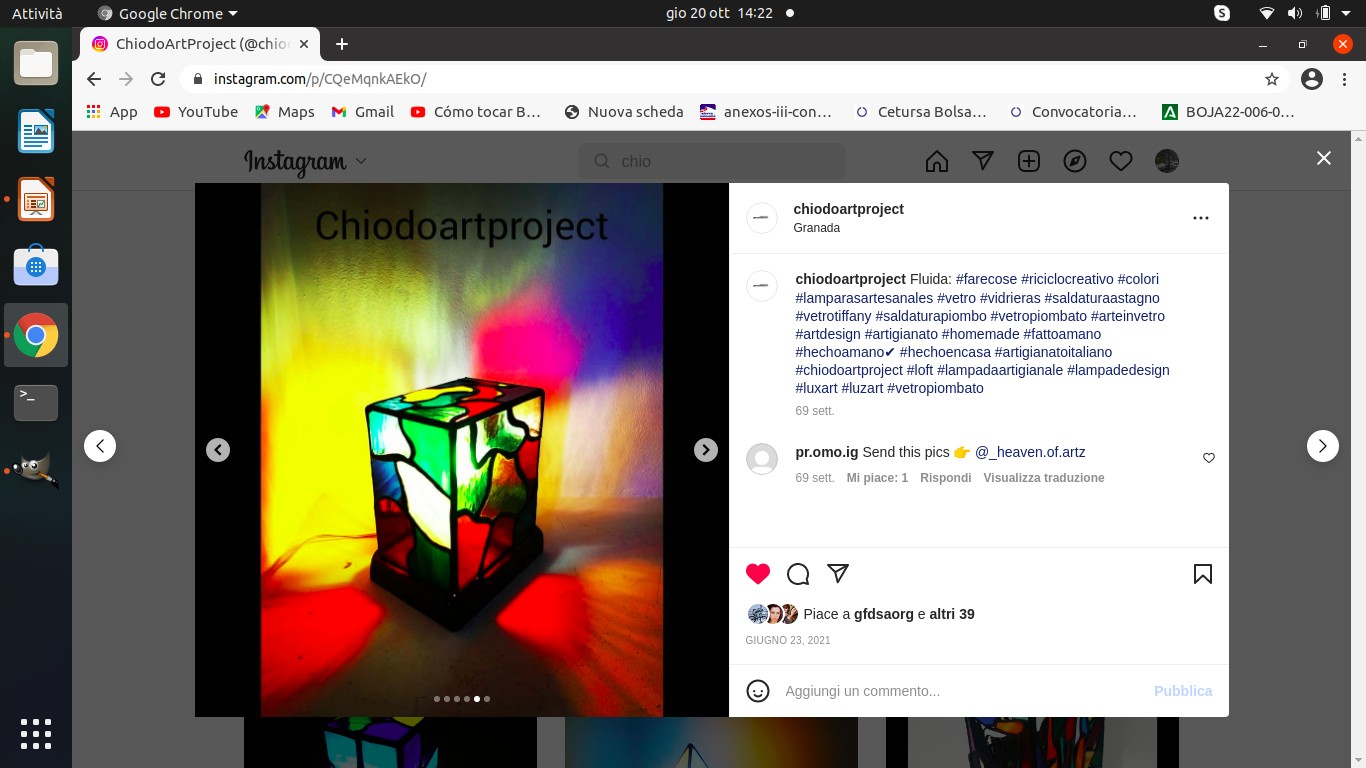 Attività
Google Chrome
gio 20 ott 14:22
ChiodoArtProject (@chio
instagram.com/p/CQeMqnkAEkO/
App
YouTube
Maps
Gmail
Cómo tocar B…
Nuova scheda
anexos-iii-con…
Cetursa Bolsa…
Convocatoria…
BOJA22-006-0…
Instagram
chio
Chiodoartproject
chiodoartproject
Granada
chiodoartproject Fluida: #farecose #riciclocreativo #colori
#lamparasartesanales #vetro #vidrieras #saldaturaastagno
#vetrotiffany #saldaturapiombo #vetropiombato #arteinvetro
#artdesign #artigianato #homemade #fattoamano
#hechoamano✔ #hechoencasa #artigianatoitaliano
#chiodoartproject #loft #lampadaartigianale #lampadedesign
#luxart #luzart #vetropiombato
69 sett.
pr.omo.ig Send this pics 👉 @_heaven.of.artz
69 sett. Mi piace: 1 Rispondi Visualizza traduzione
Piace a gfdsaorg e altri 39
GIUGNO 23, 2021
Aggiungi un commento...
Pubblica